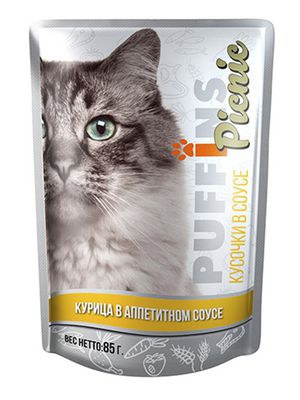 PUFFINS
Picnic
КУСОЧКИ В СОУСЕ
КУРИЦА В АППЕТИТНОМ СОУСЕ
ВЕС НЕТТО:85 Г.